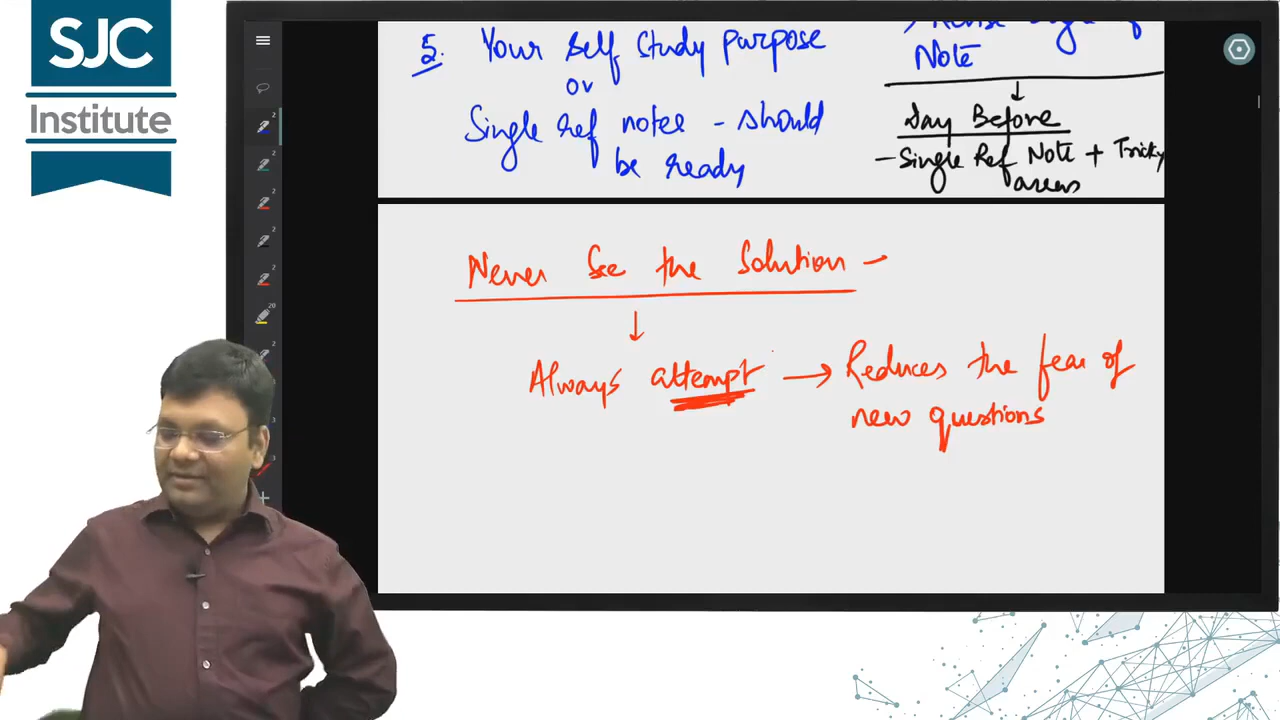 SJC
Institute
5. Your Self Study purpose
or
Single ref notes - should
be ready
Note
↓
Day Before
- Single Ref Note + Tricky
areas
Never See the Solution -
↓
Always attempt → Reduces the fear of
new questions